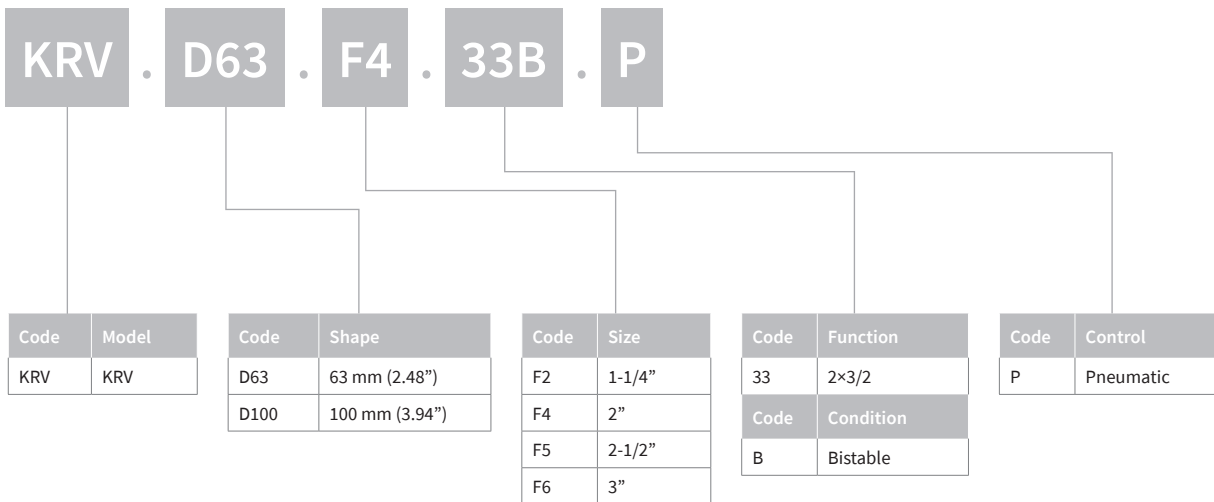 KRV . D63 . F4 . 33B . P
Code Model
KRV KRV
Code Shape
D63 63 mm (2.48”)
D100 100 mm (3.94”)
Code Size
F2 1-1/4”
F4 2”
F5 2-1/2”
F6 3”
Code Function
33 2×3/2
Code Condition
B Bistable
Code Control
P Pneumatic